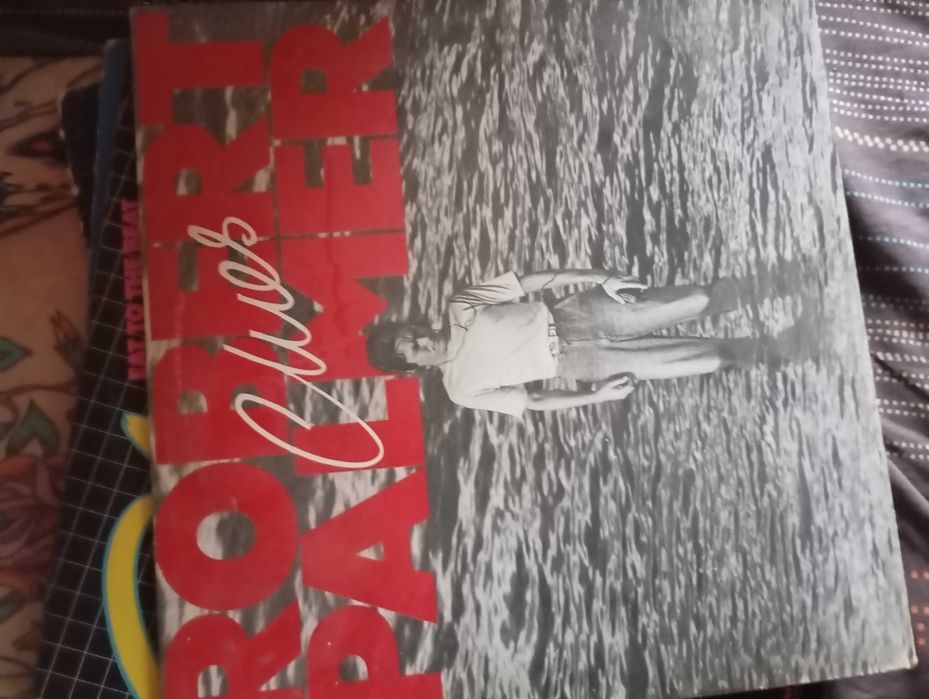 ROBERT
PALMER
Clues
EAT TO THE BEAT